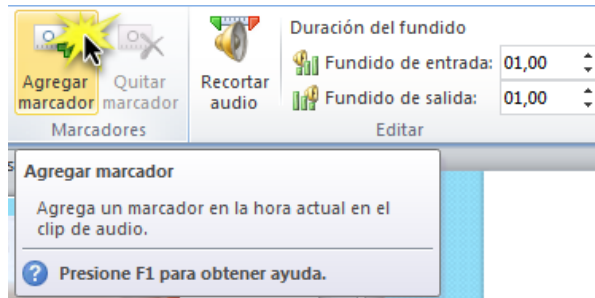 Agregar marcador
Quitar marcador
Recortar audio
Duración del fundido
Fundido de entrada: 01,00
Fundido de salida: 01,00
Marcadores
Editar
Agregar marcador
Agrega un marcador en la hora actual en el
clip de audio.
Presione F1 para obtener ayuda.